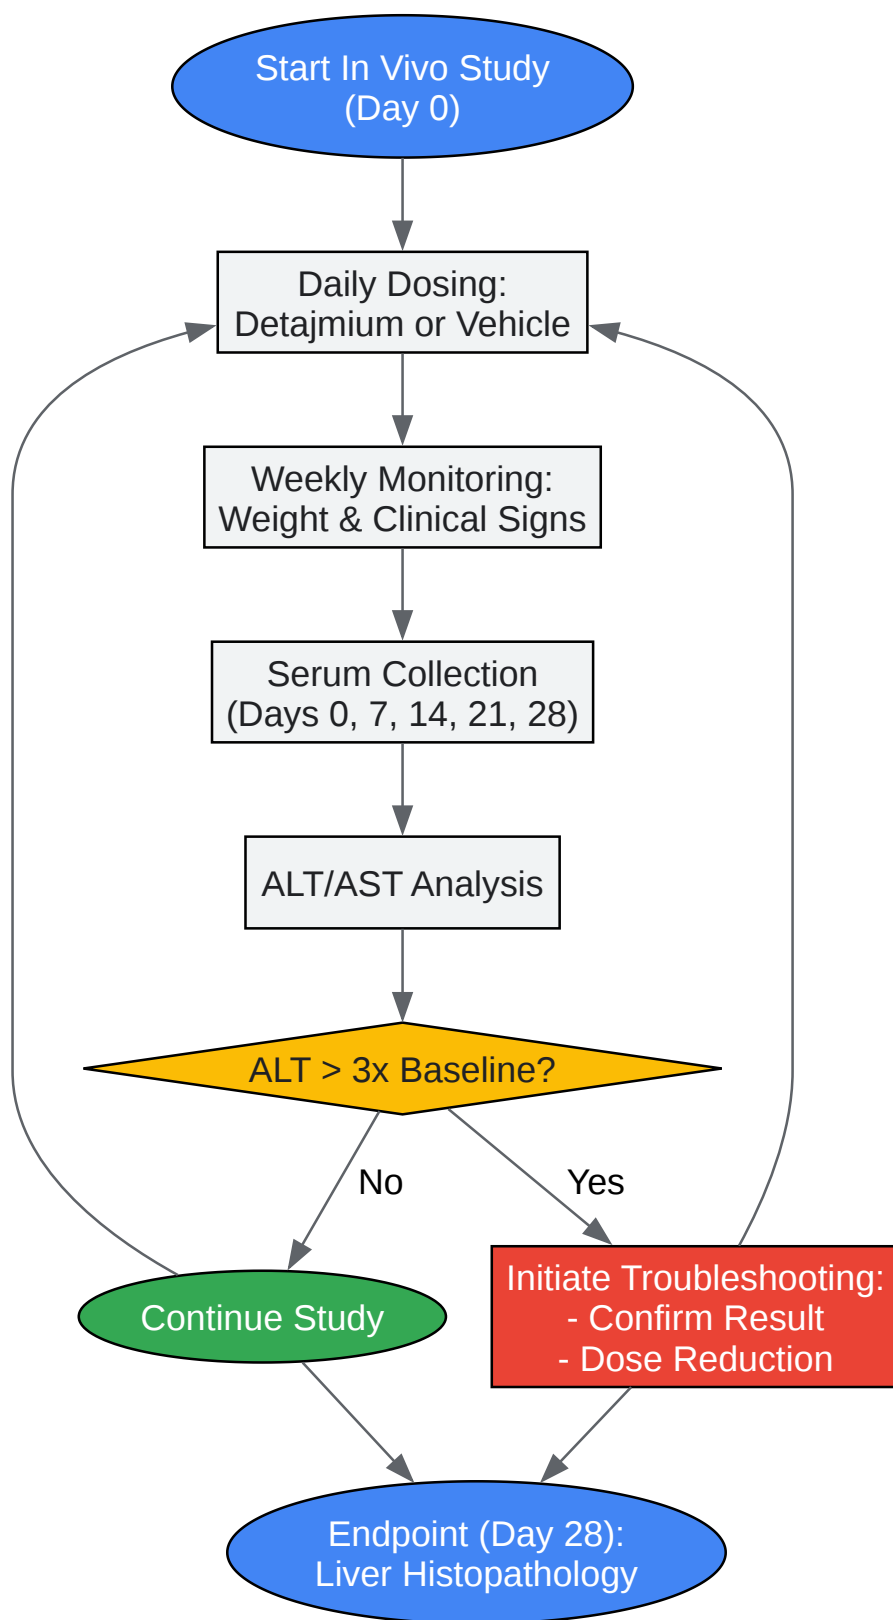 Start In Vivo Study
(Day 0)
Daily Dosing:
Detajmium or Vehicle
Weekly Monitoring:
Weight & Clinical Signs
Serum Collection
(Days 0, 7, 14, 21, 28)
ALT/AST Analysis
ALT > 3x Baseline?
No
Yes
Continue Study
Initiate Troubleshooting:
- Confirm Result
- Dose Reduction
Endpoint (Day 28):
Liver Histopathology